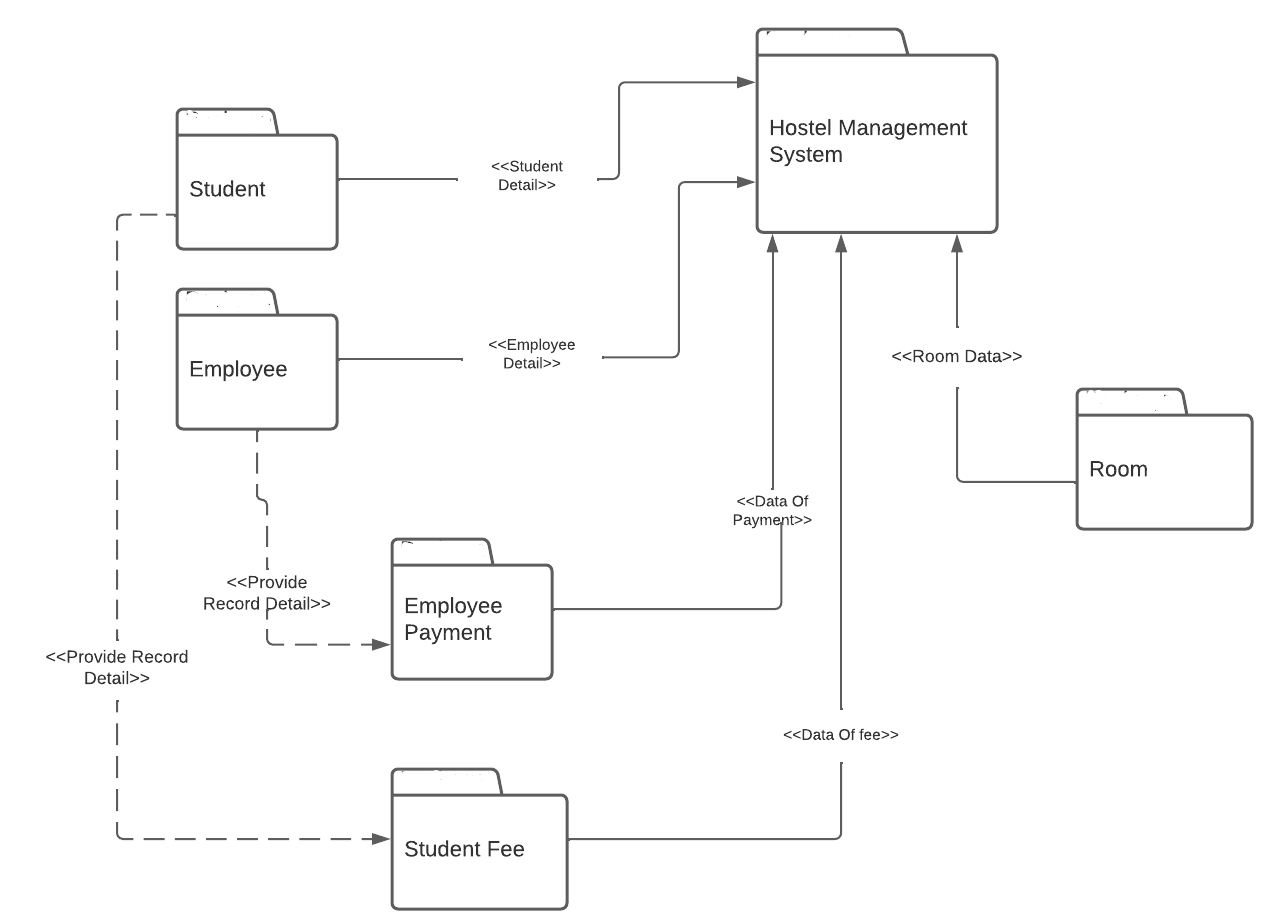 Hostel Management
System
<<Student
Detail>>
Student
<<Employee
Detail>>
Employee
<<Room Data>>
Room
<<Data Of
Payment>>
<<Provide
Record Detail>>
Employee
Payment
<<Provide Record
Detail>>
<<Data Of fee>>
Student Fee